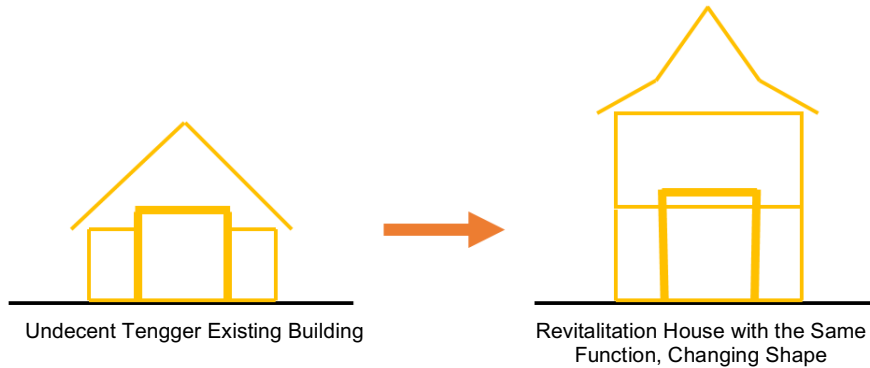 Undecent Tengger Existing Building
Revitalitation House with the Same
Function, Changing Shape